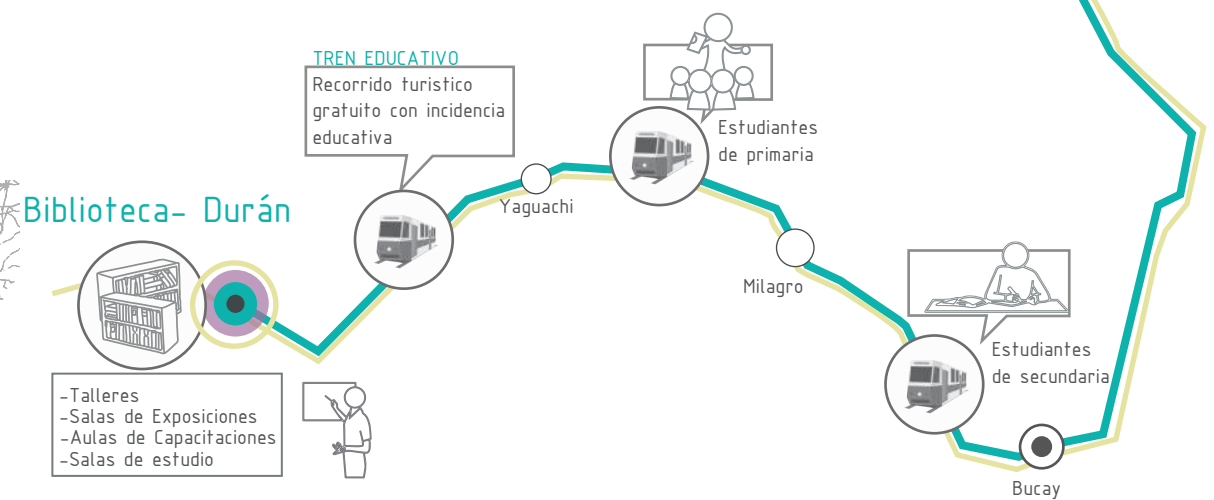 TREN EDUCATIVO
Recorrido turístico
gratuito con incidencia
educativa
Estudiantes
de primaria
Yaguachi
Biblioteca- Durán
Milagro
Estudiantes
de secundaria
-Talleres
-Salas de Exposiciones
-Aulas de Capacitaciones
-Salas de estudio
Bucay